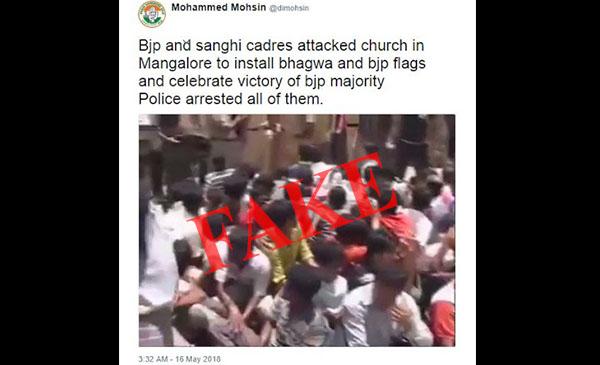 Mohammed Mohsin @dimohsin
Bjp and sanghi cadres attacked church in
Mangalore to install bhagwa and bjp flags
and celebrate victory of bjp majority
Police arrested all of them.
FAKE
3:32 AM - 16 May 2018